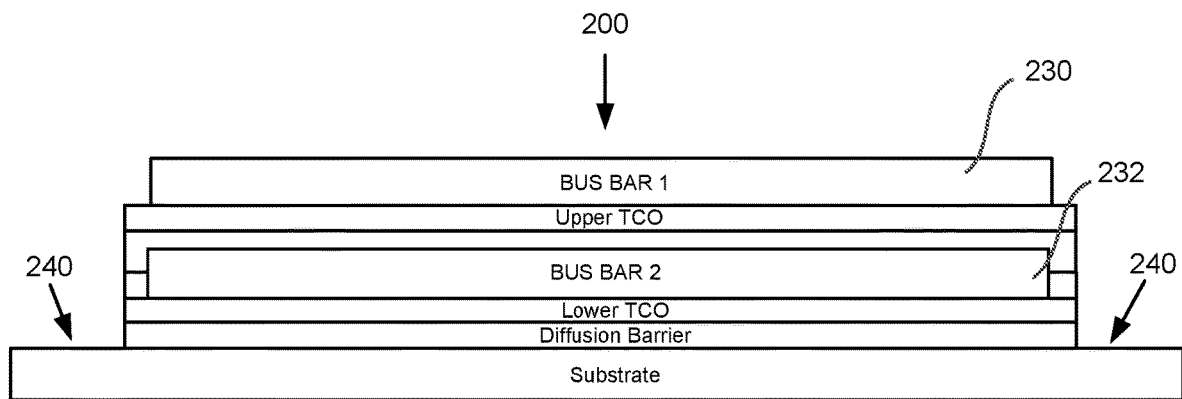 200
230
BUS BAR 1
232
Upper TCO
240
BUS BAR 2
240
Lower TCO
Diffusion Barrier
Substrate